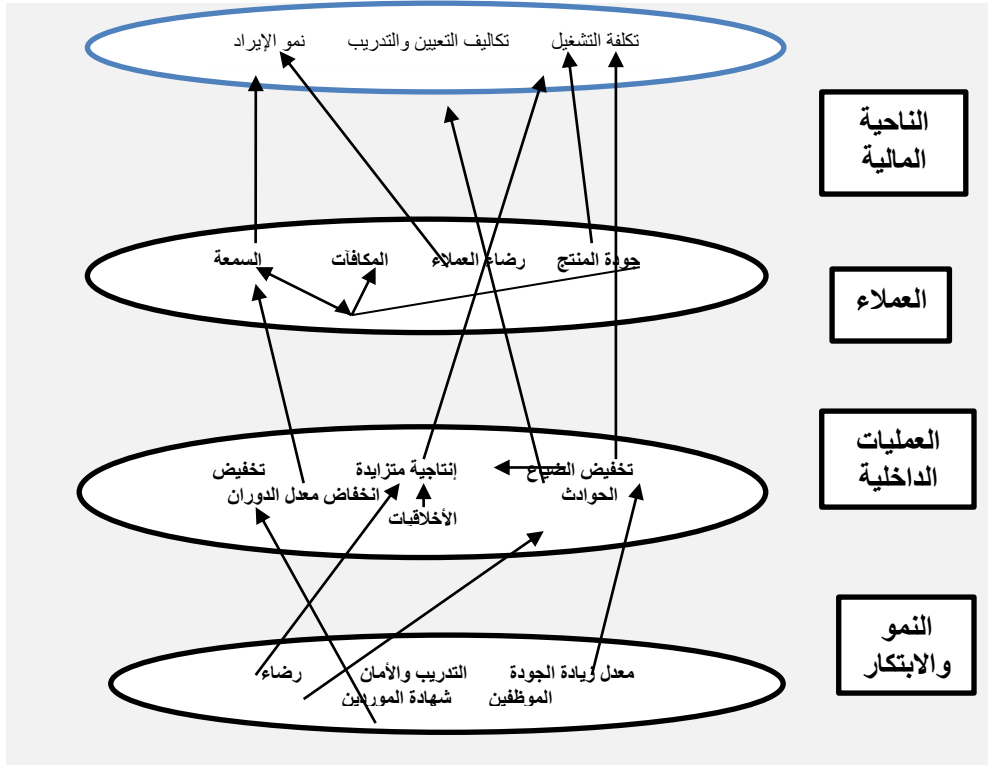 تكلفة التشغيل تكاليف التعيين والتدريب نمو الإيراد
الناحية
المالية
جودة المنتج رضاء العملاء المكافآت السمعة
العملاء
تخفيض الضياع إنتاجية متزايدة تخفيض
الحوادث انخفاض معدل الدوران
الأخلاقيات
العمليات
الداخلية
معدل زيادة الجودة التدريب والأمان رضاء
الموظفين شهادة الموردين
النمو
والابتكار